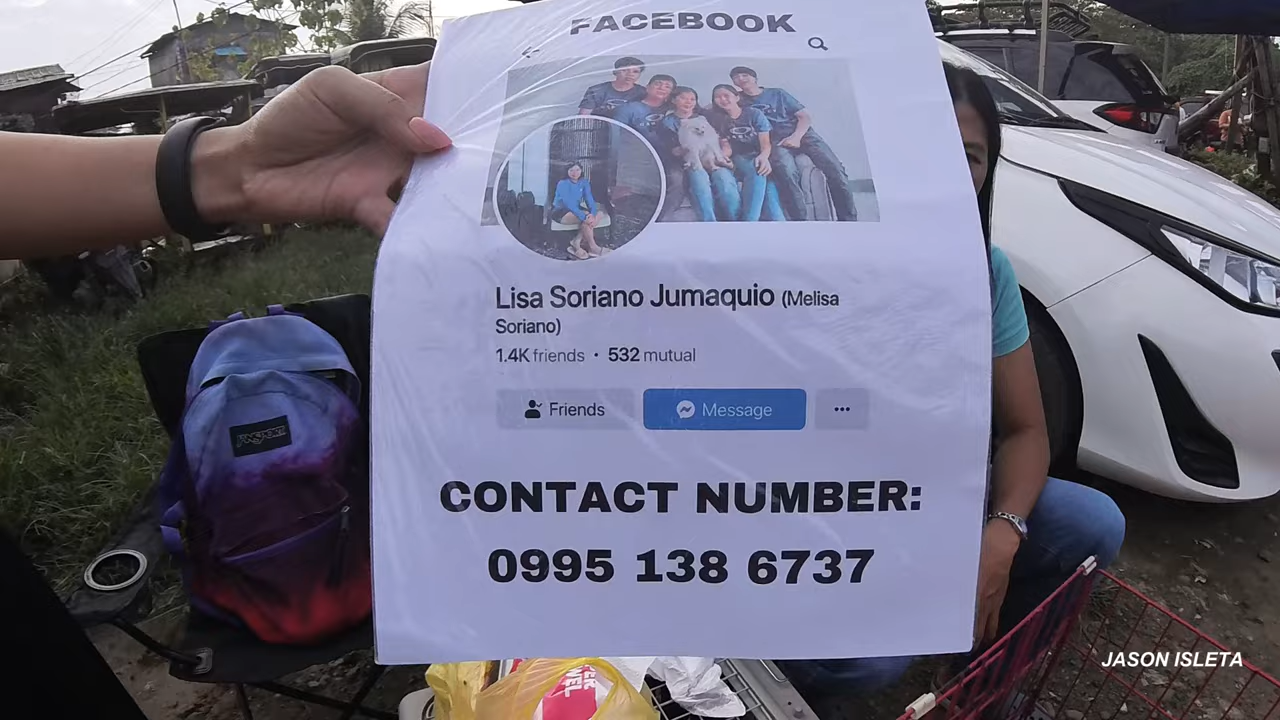 FACEBOOK
Lisa Soriano Jumaquio (Melisa
Soriano)
1.4K friends • 532 mutual
Friends
Message
CONTACT NUMBER:
0995 138 6737
JANSPORT
JASON ISLETA